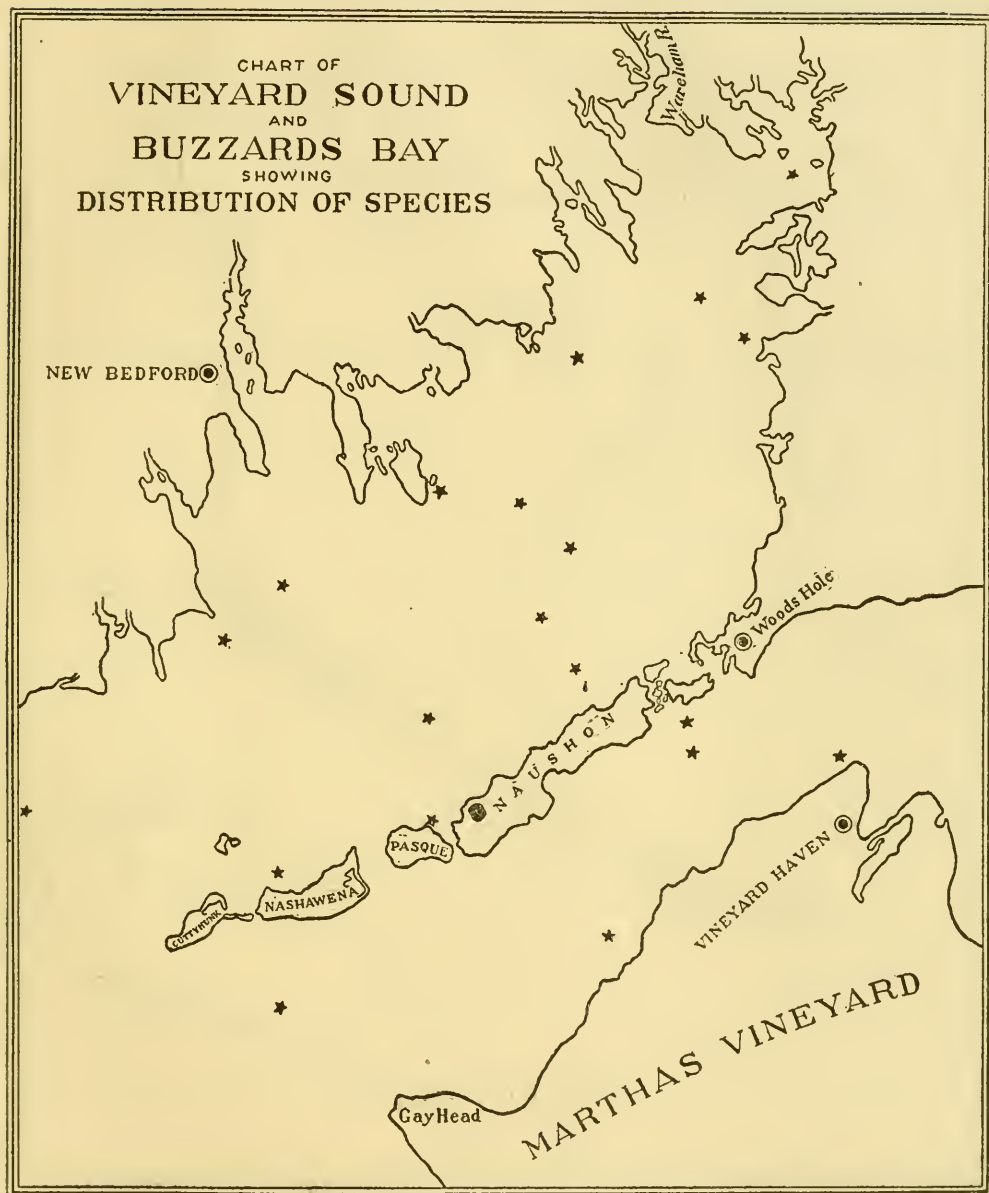 CHART OF
VINEYARD SOUND
AND
BUZZARDS BAY
SHOWING
DISTRIBUTION OF SPECIES
Wareham R.
NEW BEDFORD
Woods Hole
NAUSHON
PASQUE
NASHAWENA
CUTTYHUNK
VINEYARD HAVEN
MARTHAS VINEYARD
Gay Head